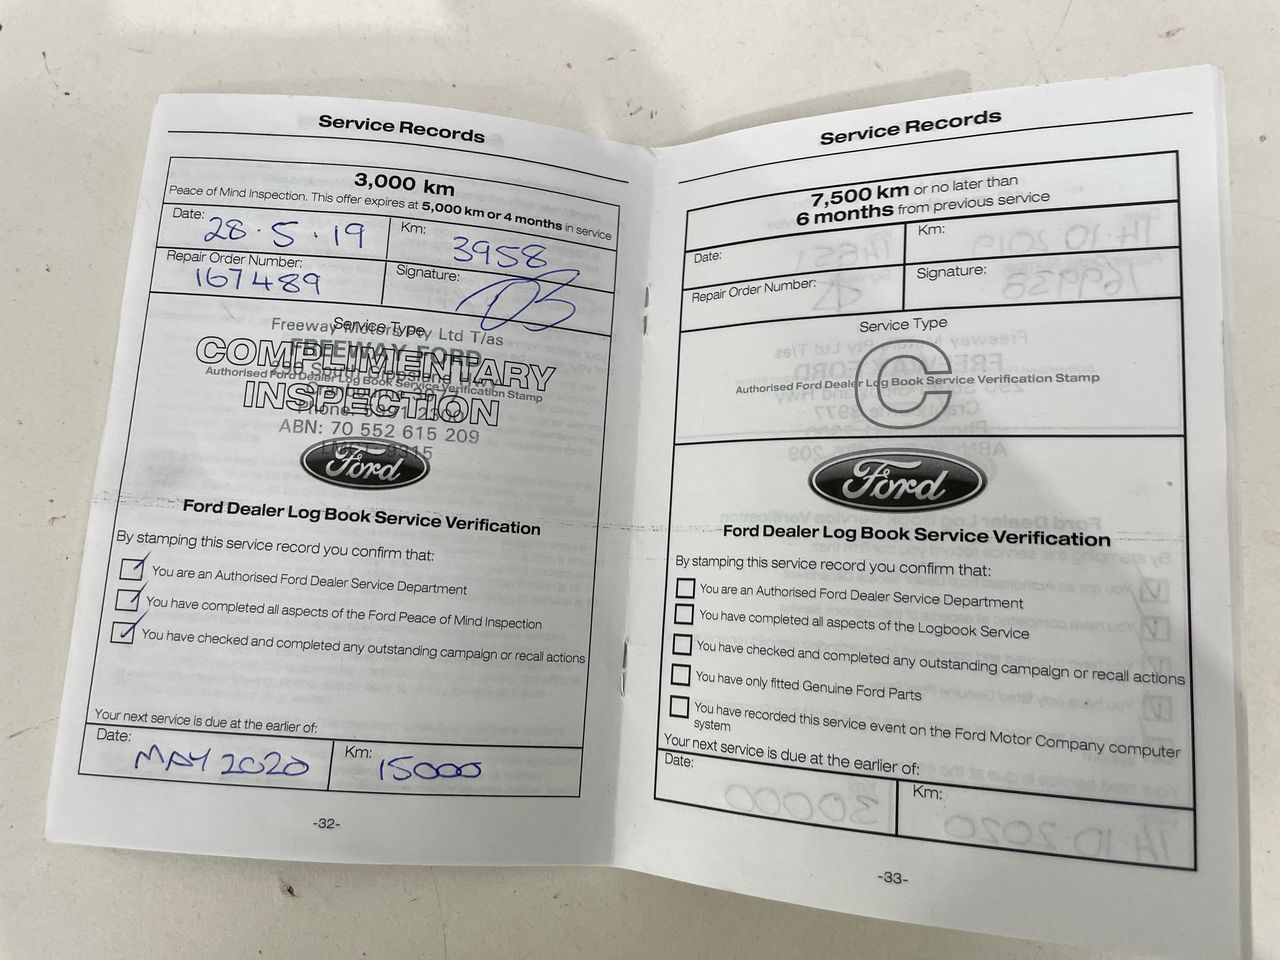 Service Records
3,000 km
Peace of Mind Inspection. This offer expires at 5,000 km or 4 months in service
Date: 28·5·19
Km: 3958
Repair Order Number: 167489
Signature:
Service Type
Freeway Motors Pty Ltd T/as
FREEWAY FORD
COMPLIMENTARY
Authorised Ford Dealer Log Book Service Verification Stamp
INSPECTION
ABN: 70 552 615 209
Ford
Ford Dealer Log Book Service Verification
By stamping this service record you confirm that:
You are an Authorised Ford Dealer Service Department
You have completed all aspects of the Ford Peace of Mind Inspection
You have checked and completed any outstanding campaign or recall actions
Your next service is due at the earlier of:
Date: MAY 2020
Km: 15000
-32-
Service Records
7,500 km or no later than
6 months from previous service
Date:
Km:
Repair Order Number:
Signature:
Service Type
C
Authorised Ford Dealer Log Book Service Verification Stamp
Ford
Ford Dealer Log Book Service Verification
By stamping this service record you confirm that:
You are an Authorised Ford Dealer Service Department
You have completed all aspects of the Logbook Service
You have checked and completed any outstanding campaign or recall actions
You have only fitted Genuine Ford Parts
You have recorded this service event on the Ford Motor Company computer
system
Your next service is due at the earlier of:
Date:
Km:
-33-